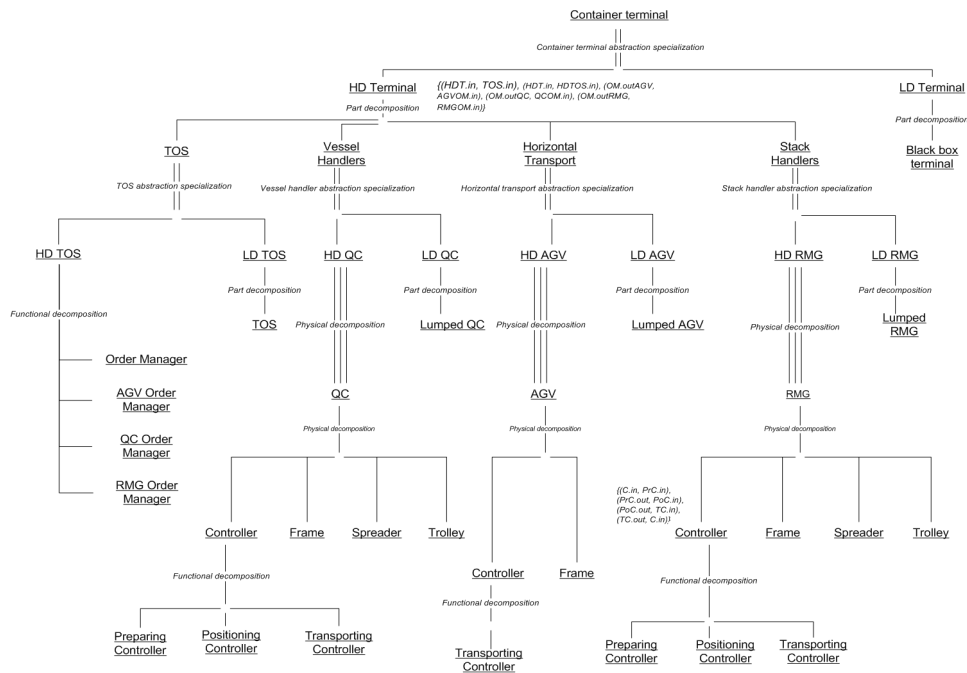 Container terminal
Container terminal abstraction specialization
HD Terminal
{(HDT.in, TOS.in), (HDT.in, HDTOS.in), (OM.outAGV,
AGVOM.in), (OM.outQC, QCOM.in), (OM.outRMG,
RMGOM.in)}
LD Terminal
Part decomposition
Part decomposition
TOS
Vessel
Handlers
Horizontal
Transport
Stack
Handlers
Black box
terminal
TOS abstraction specialization
Vessel handler abstraction specialization
Horizontal transport abstraction specialization
Stack handler abstraction specialization
HD TOS
LD TOS
HD QC
LD QC
HD AGV
LD AGV
HD RMG
LD RMG
Part decomposition
Part decomposition
Part decomposition
Part decomposition
Functional decomposition
TOS
Physical decomposition
Lumped QC
Physical decomposition
Lumped AGV
Physical decomposition
Lumped
RMG
Order Manager
AGV Order
Manager
QC Order
Manager
RMG Order
Manager
QC
AGV
RMG
Physical decomposition
Physical decomposition
Physical decomposition
{(C.in, PrC.in),
(PrC.out, PoC.in),
(PoC.out, TC.in),
(TC.out, C.in)}
Controller
Frame
Spreader
Trolley
Controller
Frame
Spreader
Trolley
Controller
Frame
Functional decomposition
Functional decomposition
Functional decomposition
Preparing
Controller
Positioning
Controller
Transporting
Controller
Transporting
Controller
Preparing
Controller
Positioning
Controller
Transporting
Controller